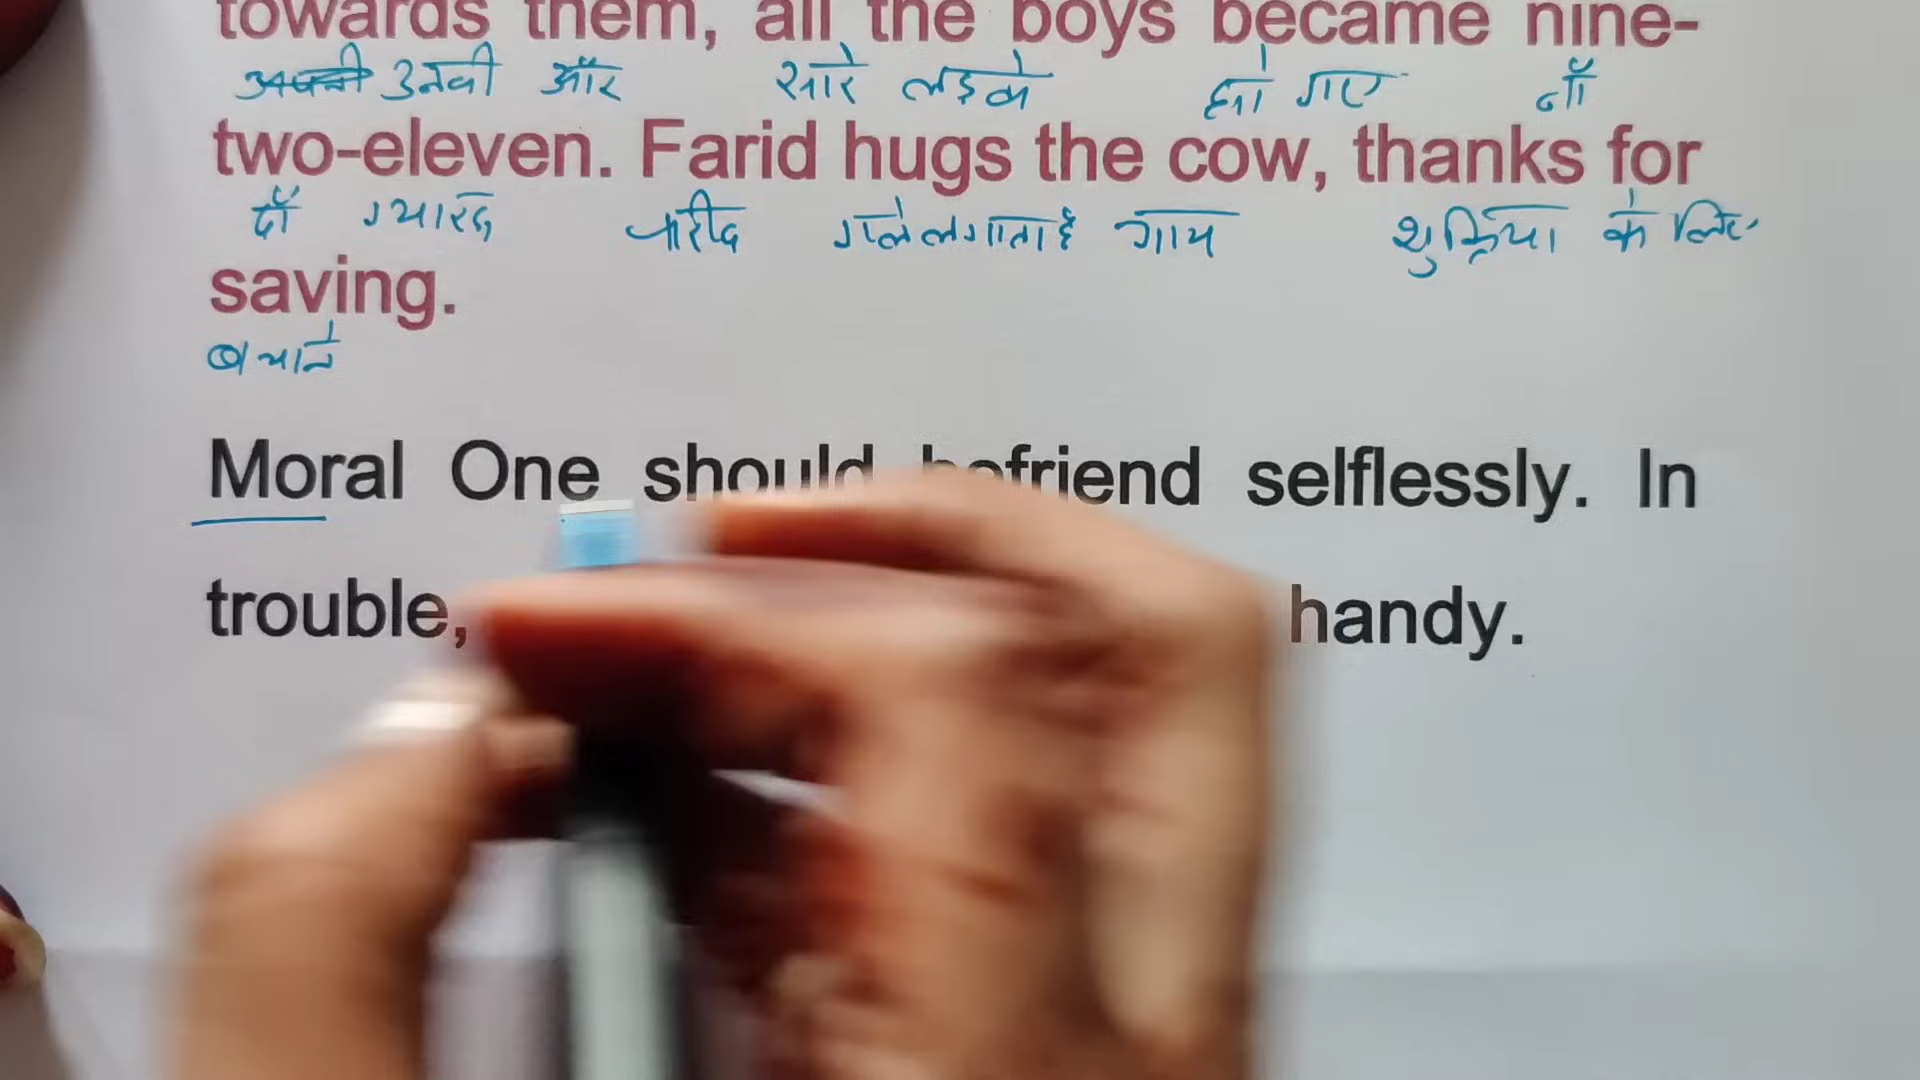 towards them, all the boys became nine-
उनकी ओर सारे लड़के हो गए नौ
two-eleven. Farid hugs the cow, thanks for
दो ग्यारह फरीद गले लगाता है गाय शुक्रिया के लिए
saving.
बचाने
Moral One should befriend selflessly. In
trouble, handy.